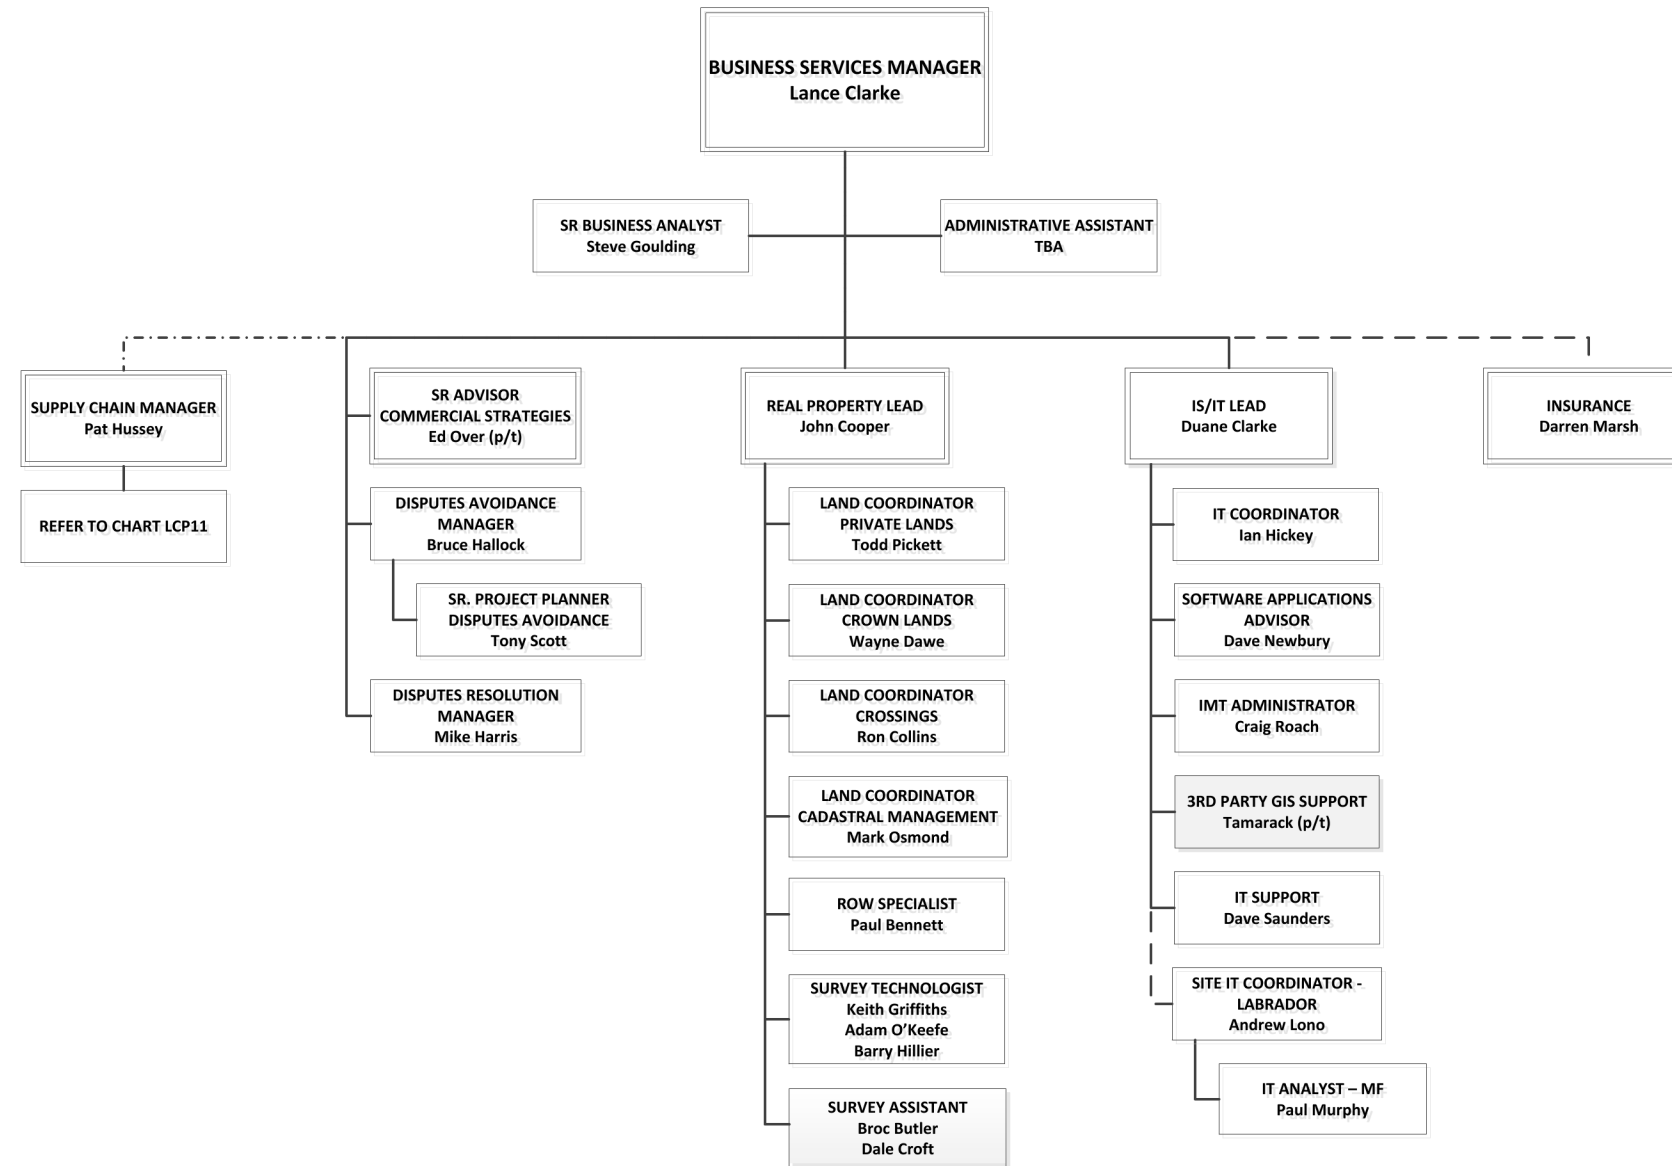 BUSINESS SERVICES MANAGER
Lance Clarke
SR BUSINESS ANALYST
Steve Goulding
ADMINISTRATIVE ASSISTANT
TBA
SUPPLY CHAIN MANAGER
Pat Hussey
REFER TO CHART LCP11
SR ADVISOR
COMMERCIAL STRATEGIES
Ed Over (p/t)
DISPUTES AVOIDANCE
MANAGER
Bruce Hallock
SR. PROJECT PLANNER
DISPUTES AVOIDANCE
Tony Scott
DISPUTES RESOLUTION
MANAGER
Mike Harris
REAL PROPERTY LEAD
John Cooper
LAND COORDINATOR
PRIVATE LANDS
Todd Pickett
LAND COORDINATOR
CROWN LANDS
Wayne Dawe
LAND COORDINATOR
CROSSINGS
Ron Collins
LAND COORDINATOR
CADASTRAL MANAGEMENT
Mark Osmond
ROW SPECIALIST
Paul Bennett
SURVEY TECHNOLOGIST
Keith Griffiths
Adam O’Keefe
Barry Hillier
SURVEY ASSISTANT
Broc Butler
Dale Croft
IS/IT LEAD
Duane Clarke
IT COORDINATOR
Ian Hickey
SOFTWARE APPLICATIONS
ADVISOR
Dave Newbury
IMT ADMINISTRATOR
Craig Roach
3RD PARTY GIS SUPPORT
Tamarack (p/t)
IT SUPPORT
Dave Saunders
SITE IT COORDINATOR -
LABRADOR
Andrew Lono
IT ANALYST – MF
Paul Murphy
INSURANCE
Darren Marsh